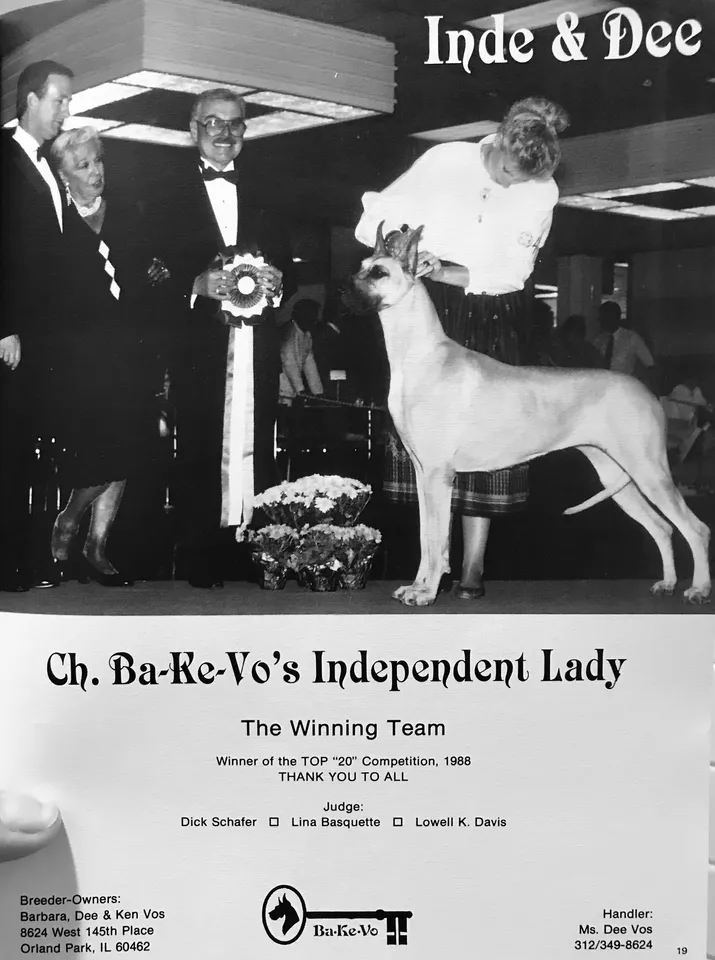 Inde & Dee
Ch. Ba-Ke-Vo's Independent Lady
The Winning Team
Winner of the TOP "20" Competition, 1988
THANK YOU TO ALL
Judge:
Dick Schafer □ Lina Basquette □ Lowell K. Davis
Breeder-Owners:
Barbara, Dee & Ken Vos
8624 West 145th Place
Orland Park, IL 60462
Ba-Ke-Vo
Handler:
Ms. Dee Vos
312/349-8624
19